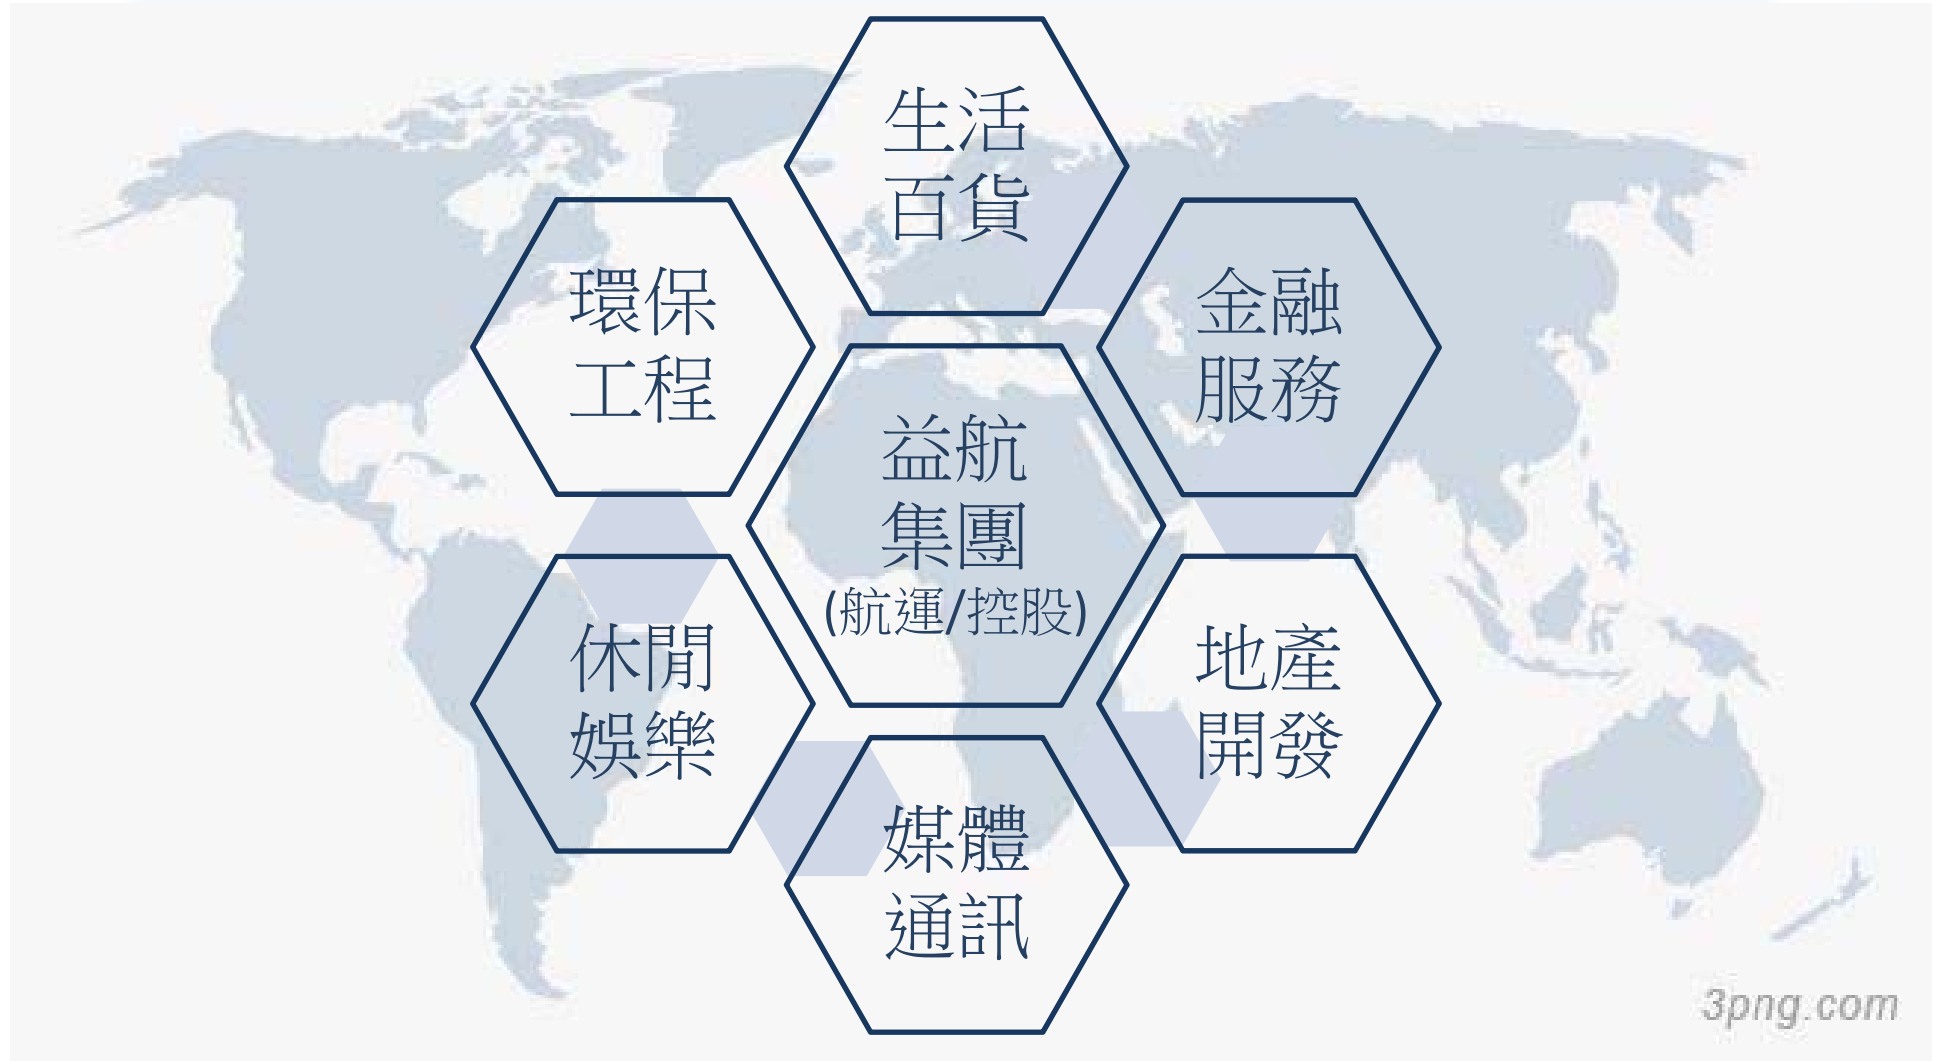 生活
百貨
環保
工程
金融
服務
益航
集團
(航運/控股)
休閒
娛樂
地產
開發
媒體
通訊
3png.com